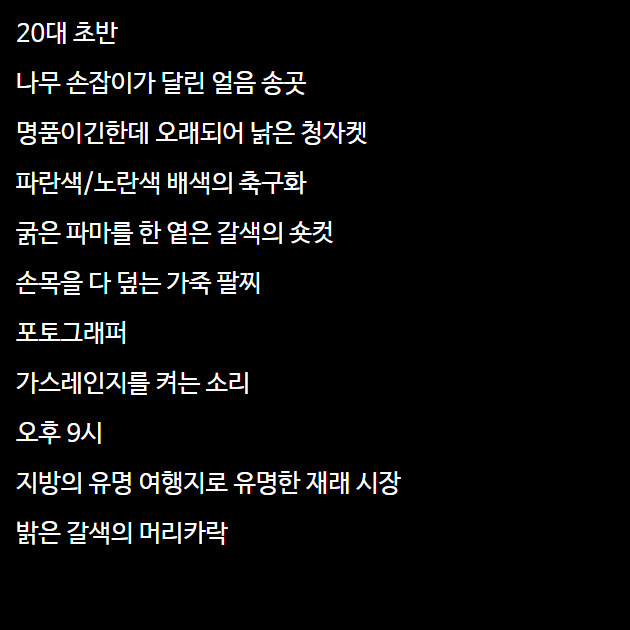 20대 초반
나무 손잡이가 달린 얼음 송곳
명품이긴한데 오래되어 낡은 청자켓
파란색/노란색 배색의 축구화
굵은 파마를 한 옅은 갈색의 숏컷
손목을 다 덮는 가죽 팔찌
포토그래퍼
가스레인지를 켜는 소리
오후 9시
지방의 유명 여행지로 유명한 재래 시장
밝은 갈색의 머리카락